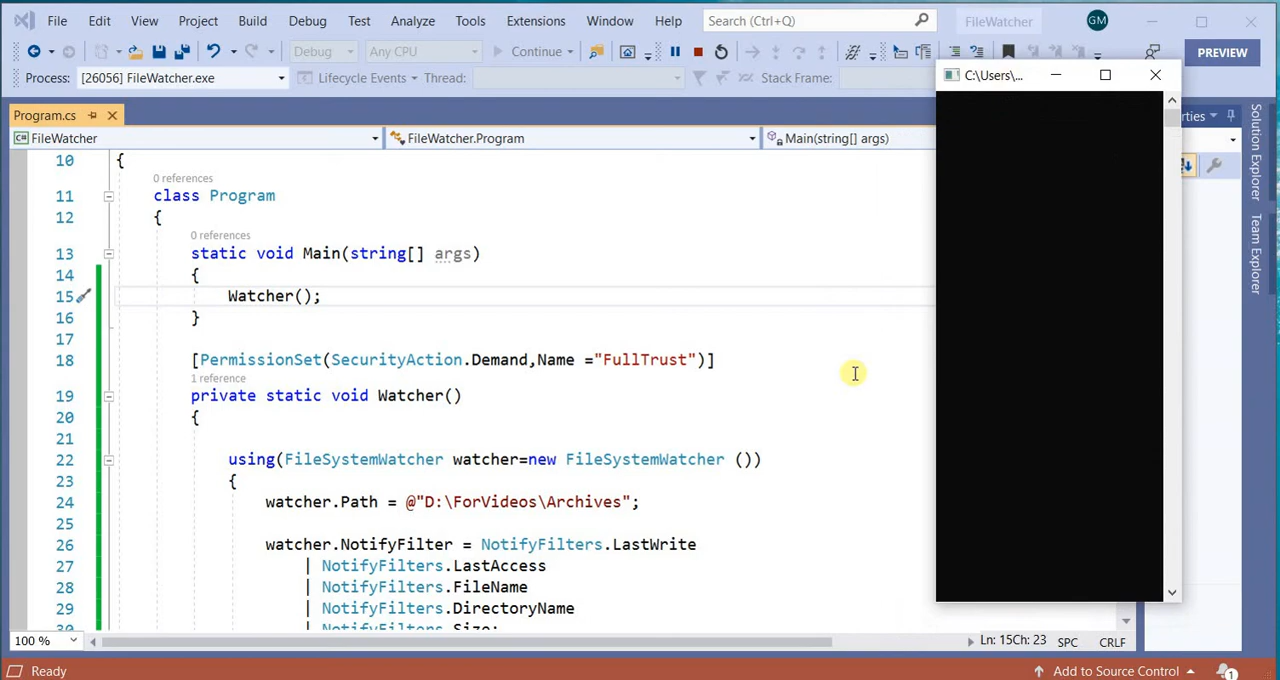 File Edit View Project Build Debug Test Analyze Tools Extensions Window Help Search (Ctrl+Q) FileWatcher GM
Debug Any CPU Continue PREVIEW
Process: [26056] FileWatcher.exe Lifecycle Events Thread: Stack Frame:
C:\Users\...
Program.cs
FileWatcher FileWatcher.Program Main(string[] args)
Solution Explorer
Team Explorer
10 {
0 references
11 class Program
12 {
0 references
13 static void Main(string[] args)
14 {
15 Watcher();
16 }
17
18 [PermissionSet(SecurityAction.Demand,Name ="FullTrust")]
1 reference
19 private static void Watcher()
20 {
21
22 using(FileSystemWatcher watcher=new FileSystemWatcher ())
23 {
24 watcher.Path = @"D:\ForVideos\Archives";
25
26 watcher.NotifyFilter = NotifyFilters.LastWrite
27 | NotifyFilters.LastAccess
28 | NotifyFilters.FileName
29 | NotifyFilters.DirectoryName
30 | NotifyFilters.Size;
100 % Ln: 15 Ch: 23 SPC CRLF
Ready Add to Source Control 1